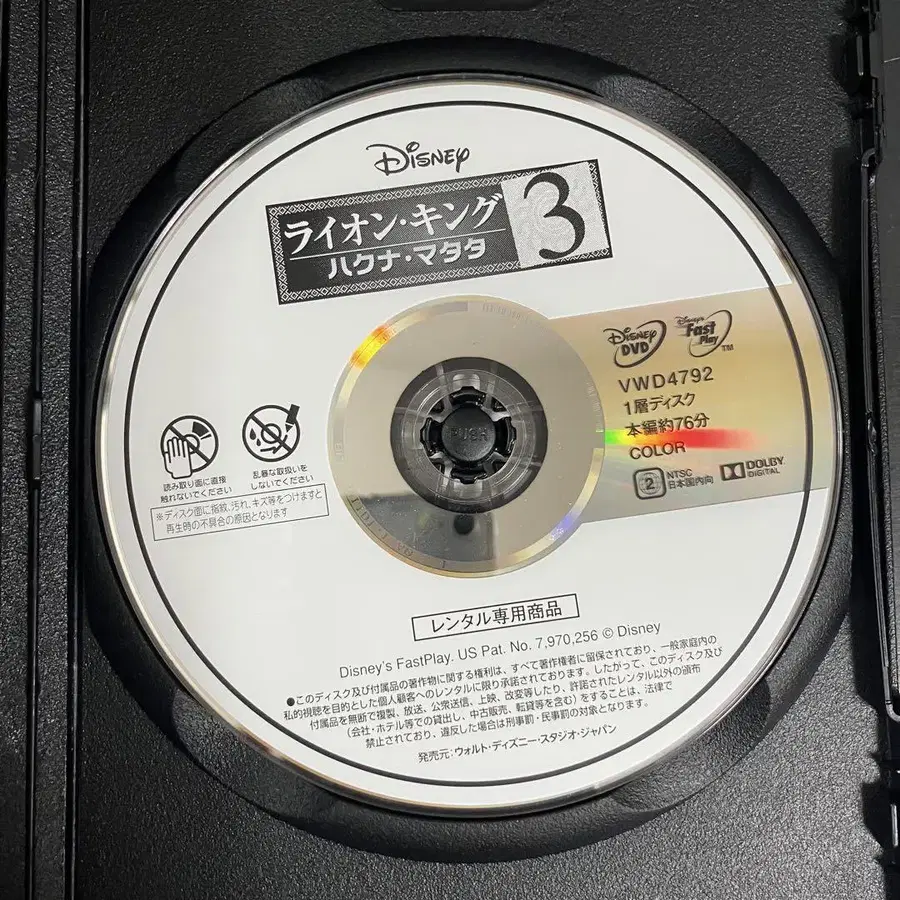 Disney
ライオン・キング 3
ハクナ・マタタ
Disney DVD
Disney's Fast Play TM
VWD4792
1層ディスク
本編約76分
COLOR
2 NTSC 日本国内向
DOLBY DIGITAL
読み取り面に直接
触れないでください
乱暴な取扱いを
しないでください
※ディスク面に指紋、汚れ、キズ等をつけますと
再生時の不具合の原因となります
PUSH
レンタル専用商品
Disney's FastPlay. US Pat. No. 7,970,256 © Disney
●このディスク及び付属品の著作物に関する権利は、すべて著作権者に留保されており、一般家庭内の
私的視聴を目的とした個人顧客へのレンタルに限り承諾されております。したがって、このディスク及び
付属品を無断で複製、放送、公衆送信、上映、改変等したり、許諾されたレンタル以外の頒布
(会社・ホテル等での貸出し、中古販売、転貸等を含む)をすることは、法律で
禁止されており、違反した場合は刑事罰・民事罰の対象となります。
発売元：ウォルト・ディズニー・スタジオ・ジャパン